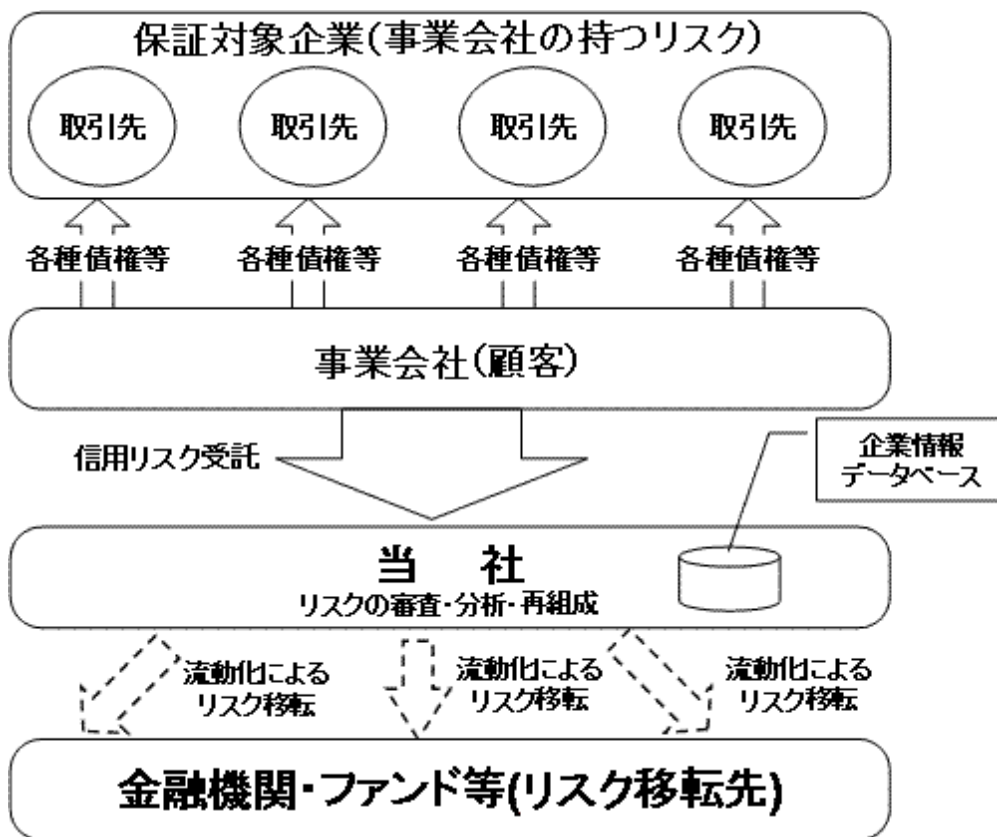 保証対象企業(事業会社の持つリスク)
取引先
取引先
取引先
取引先
各種債権等
各種債権等
各種債権等
各種債権等
事業会社(顧客)
信用リスク受託
企業情報
データベース
当 社
リスクの審査・分析・再組成
流動化による
リスク移転
流動化による
リスク移転
流動化による
リスク移転
金融機関・ファンド等(リスク移転先)